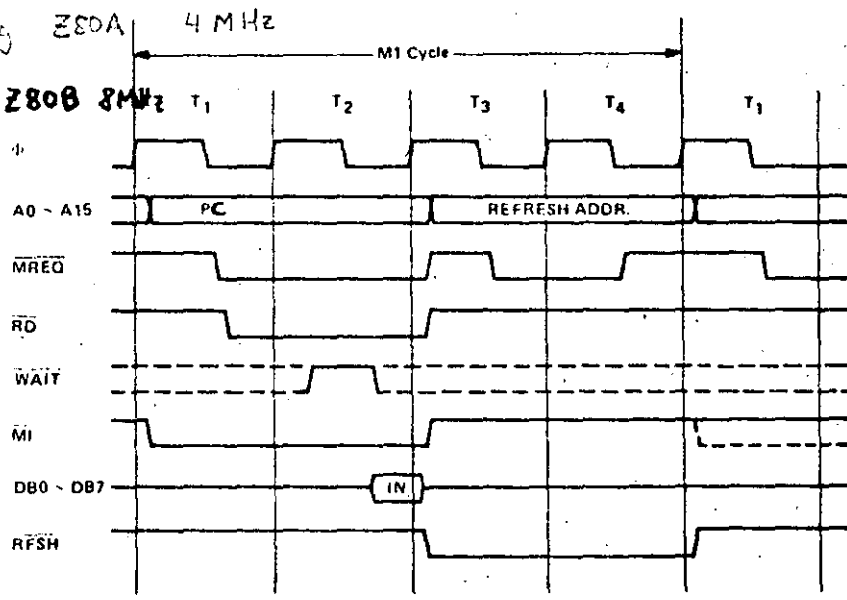 Z80A 4 MHz
M1 Cycle
Z80B 8MHz T1 T2 T3 T4 T1
Φ
A0 ~ A15 PC REFRESH ADDR.
MREQ
RD
WAIT
M1
DB0 ~ DB7 IN
RFSH